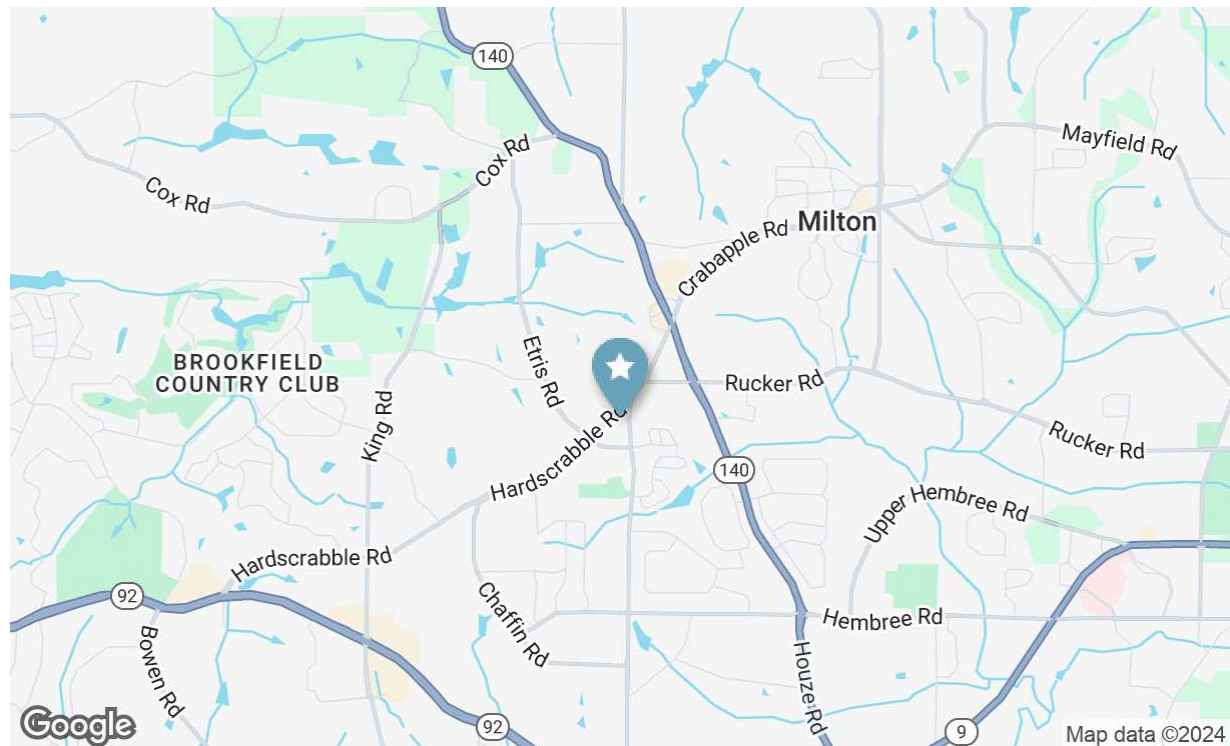 140
Mayfield Rd
Cox Rd
Cox Rd
Milton
Crabapple Rd
BROOKFIELD
COUNTRY CLUB
Etris Rd
Rucker Rd
King Rd
Hardscrabble Rd
Rucker Rd
140
Upper Hembree Rd
Hardscrabble Rd
92
Chaffin Rd
Hembree Rd
Bowen Rd
Houze Rd
Google
92
9
Map data ©2024